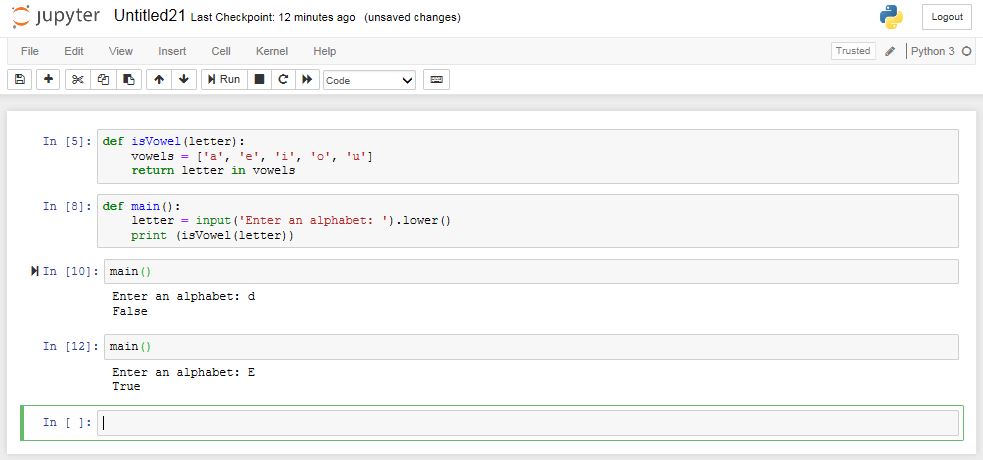 jupyter Untitled21 Last Checkpoint: 12 minutes ago (unsaved changes) Logout
File Edit View Insert Cell Kernel Help Trusted Python 3
Run Code
In [5]: def isVowel(letter):
vowels = ['a', 'e', 'i', 'o', 'u']
return letter in vowels
In [8]: def main():
letter = input('Enter an alphabet: ').lower()
print (isVowel(letter))
In [10]: main()
Enter an alphabet: d
False
In [12]: main()
Enter an alphabet: E
True
In [ ]: